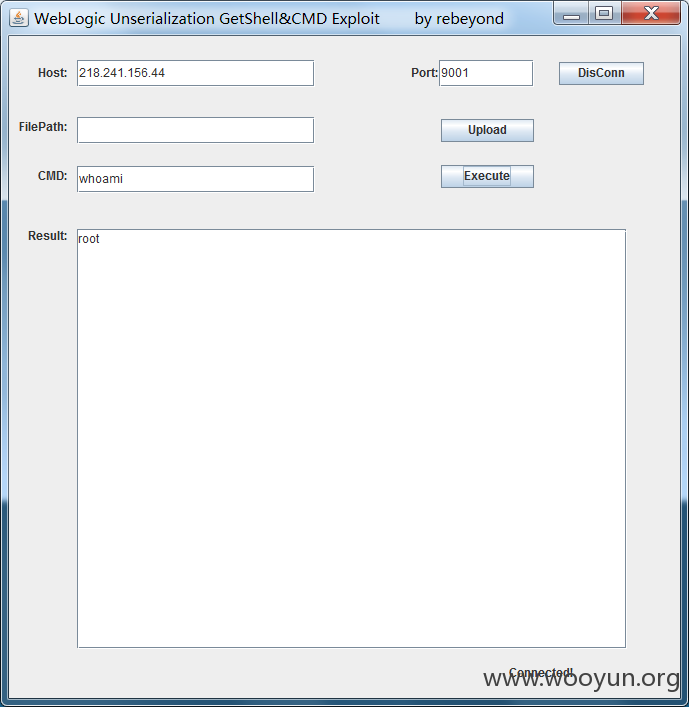 WebLogic Unserialization GetShell&CMD Exploit by rebeyond
Host: 218.241.156.44 Port: 9001 DisConn
FilePath: Upload
CMD: whoami Execute
Result: root
Connected!
www.wooyun.org